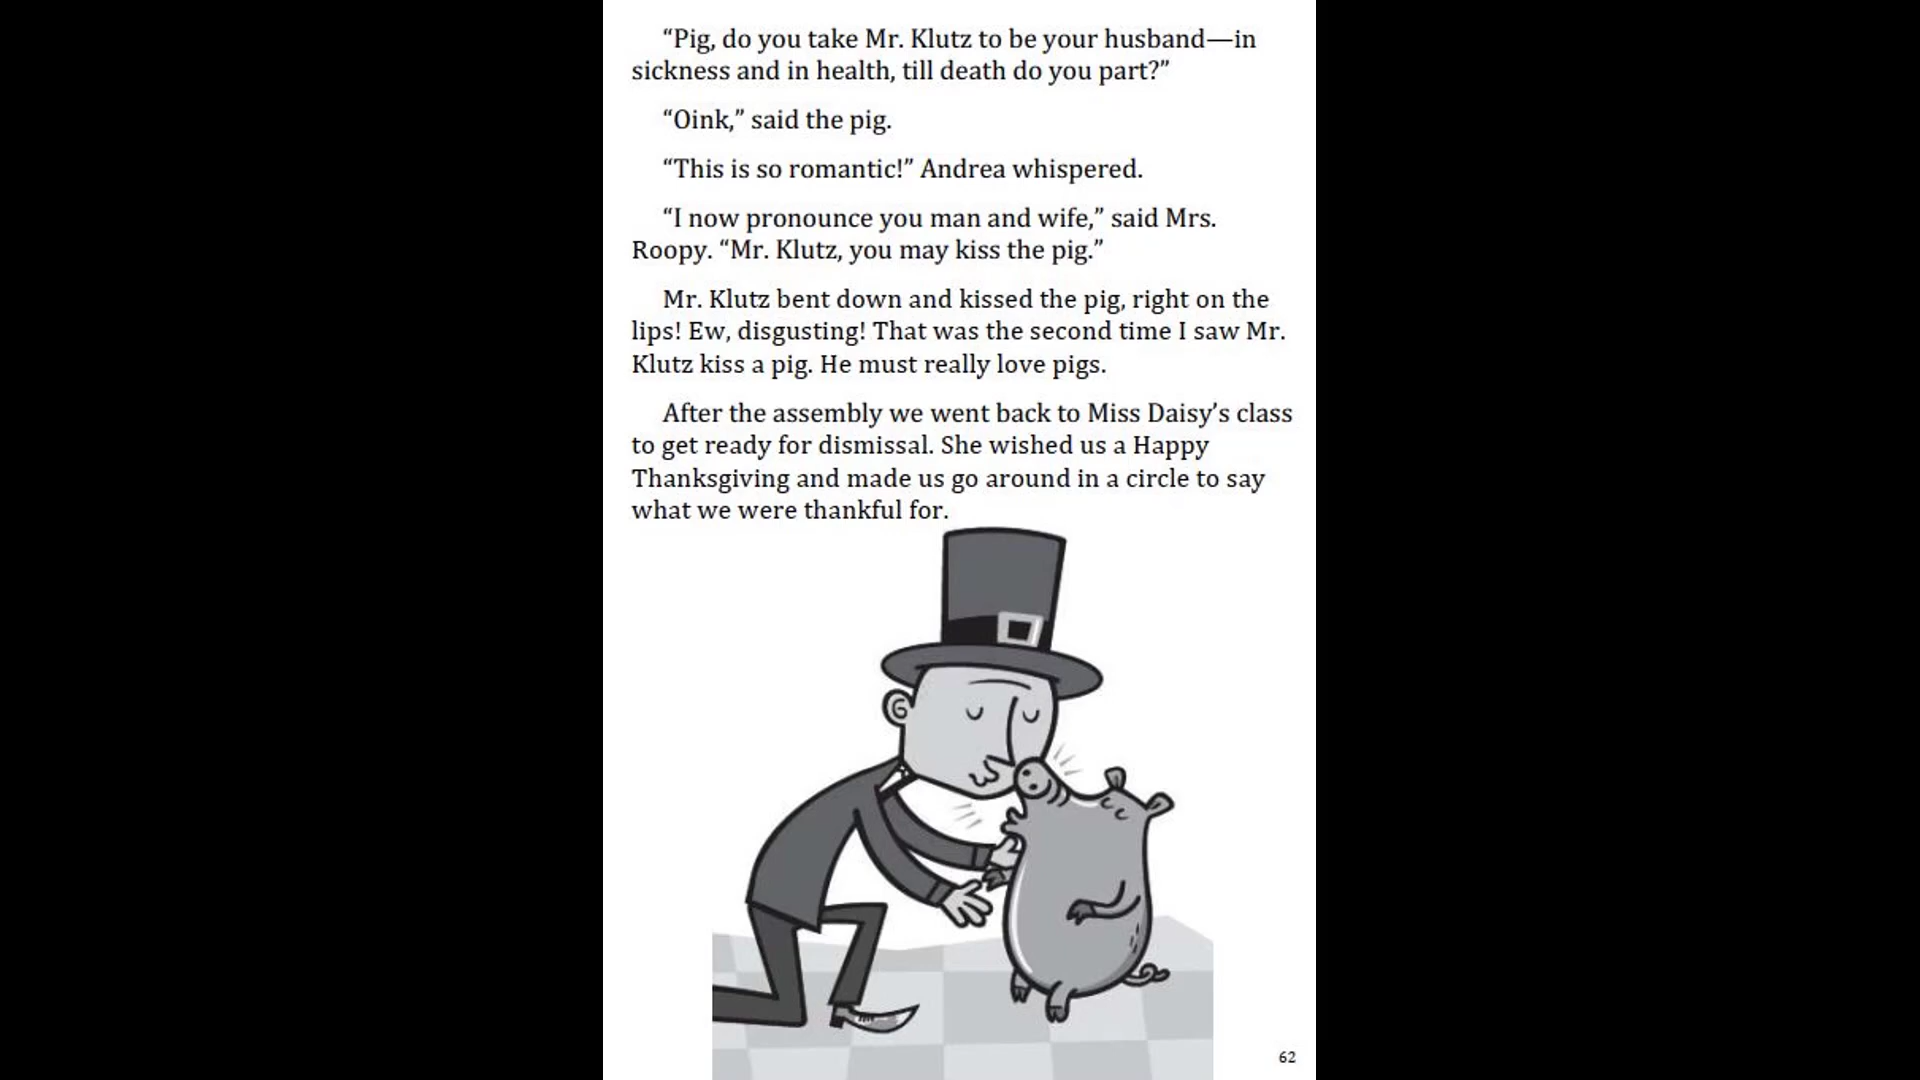 “Pig, do you take Mr. Klutz to be your husband—in
sickness and in health, till death do you part?”
“Oink,” said the pig.
“This is so romantic!” Andrea whispered.
“I now pronounce you man and wife,” said Mrs.
Roopy. “Mr. Klutz, you may kiss the pig.”
Mr. Klutz bent down and kissed the pig, right on the
lips! Ew, disgusting! That was the second time I saw Mr.
Klutz kiss a pig. He must really love pigs.
After the assembly we went back to Miss Daisy’s class
to get ready for dismissal. She wished us a Happy
Thanksgiving and made us go around in a circle to say
what we were thankful for.
62